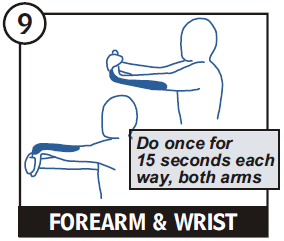 9
Do once for
15 seconds each
way, both arms
FOREARM & WRIST